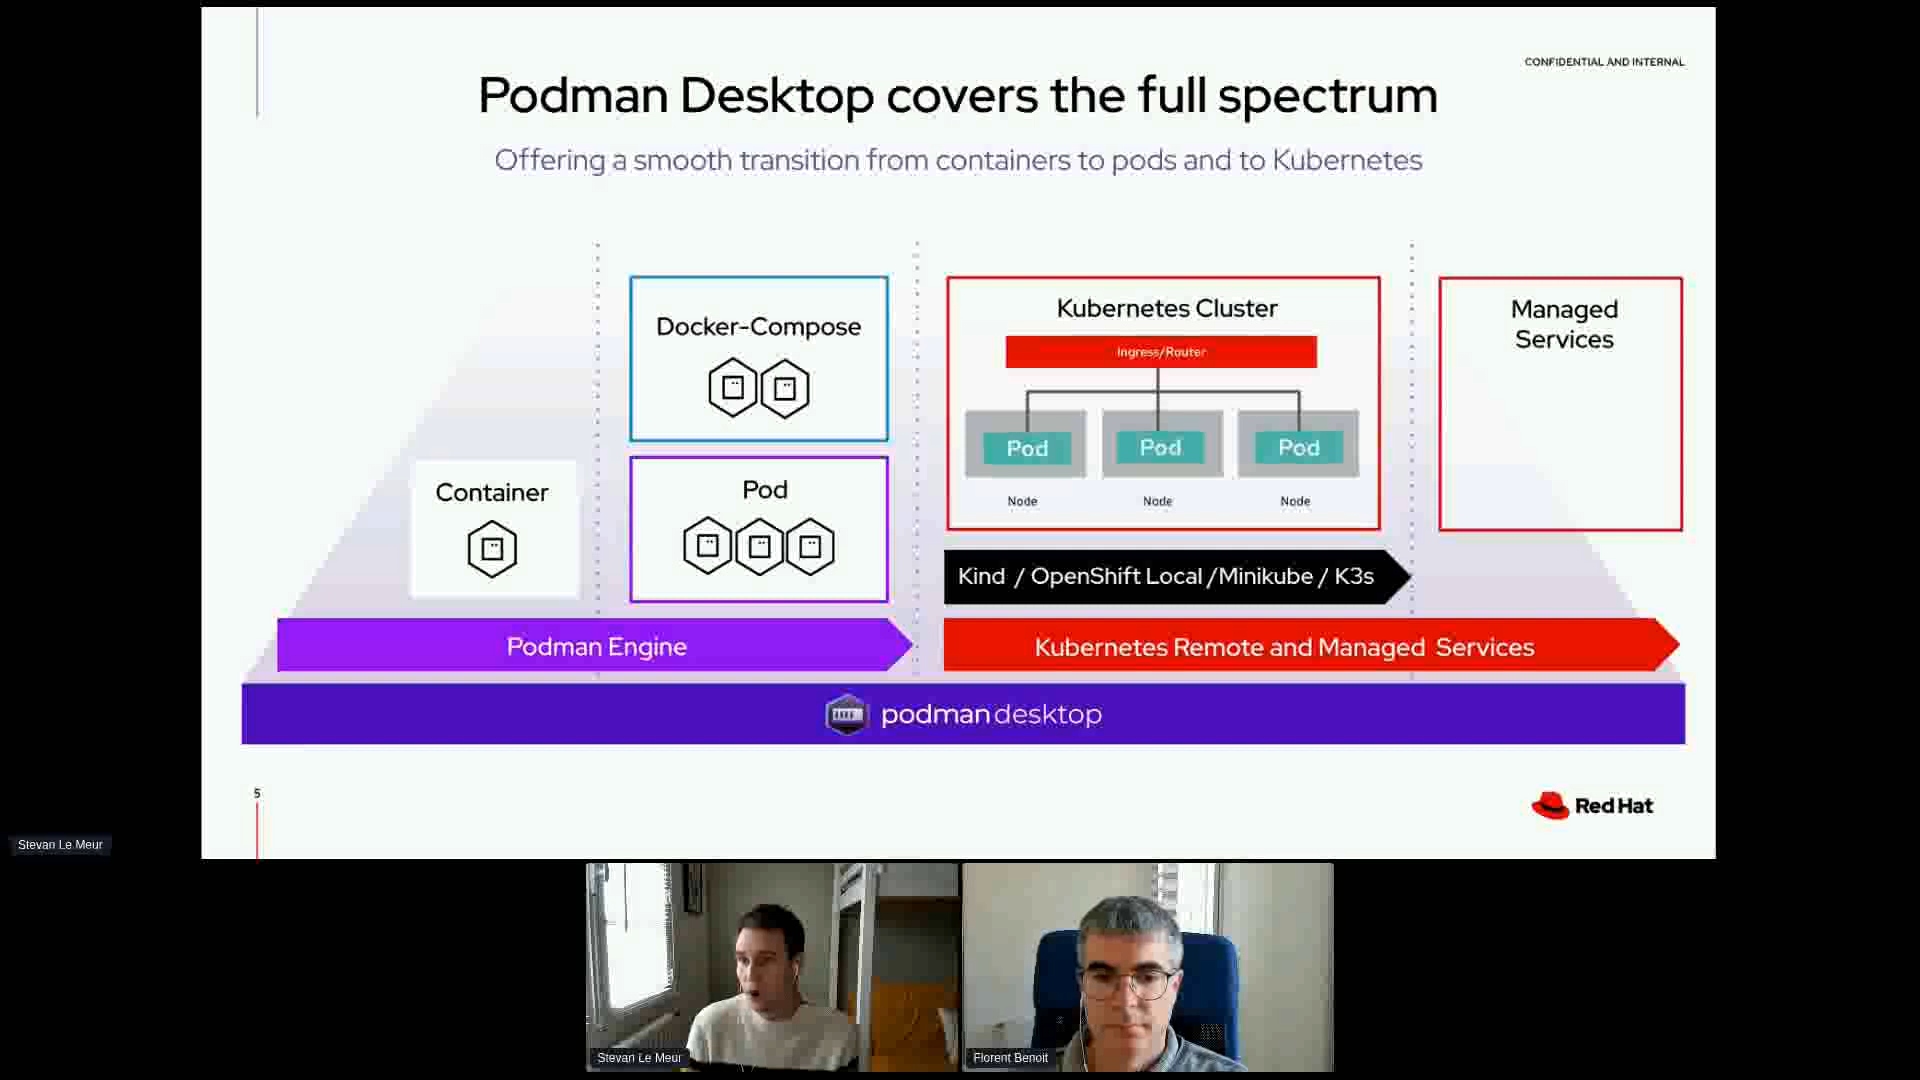 CONFIDENTIAL AND INTERNAL
Podman Desktop covers the full spectrum
Offering a smooth transition from containers to pods and to Kubernetes
Container
Docker-Compose
Pod
Kubernetes Cluster
Ingress/Router
Pod
Pod
Pod
Node
Node
Node
Managed
Services
Kind / OpenShift Local /Minikube / K3s
Podman Engine
Kubernetes Remote and Managed Services
podman desktop
5
Red Hat
Stevan Le Meur
Stevan Le Meur
Florent Benoit